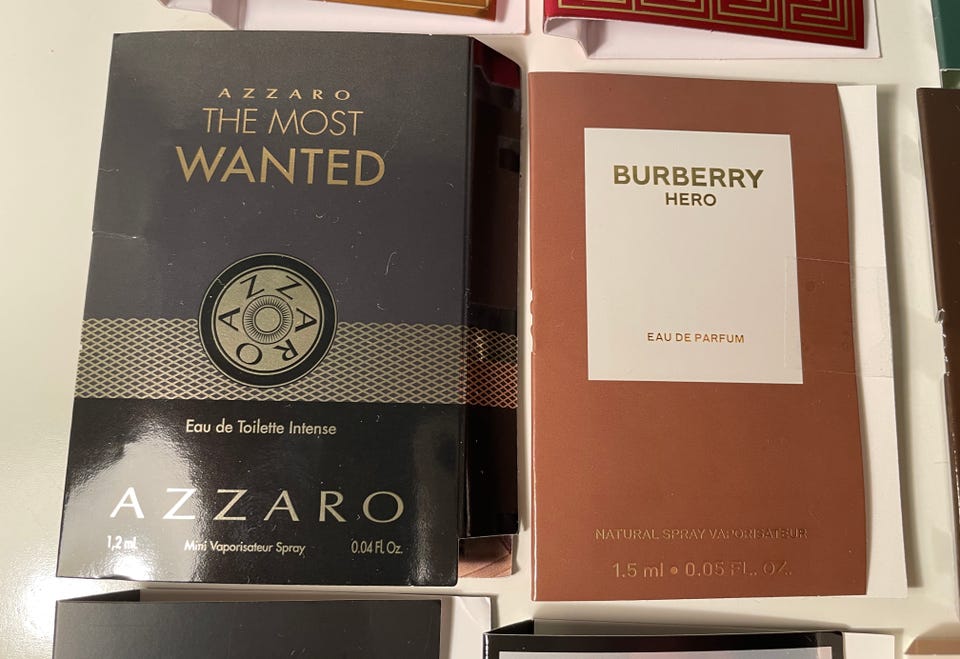 AZZARO
THE MOST
WANTED
AZZARO
Eau de Toilette Intense
AZZARO
1,2 ml
Mini Vaporisateur Spray
0.04 Fl. Oz.
BURBERRY
HERO
EAU DE PARFUM
NATURAL SPRAY VAPORISATEUR
1.5 ml • 0.05 FL. OZ.